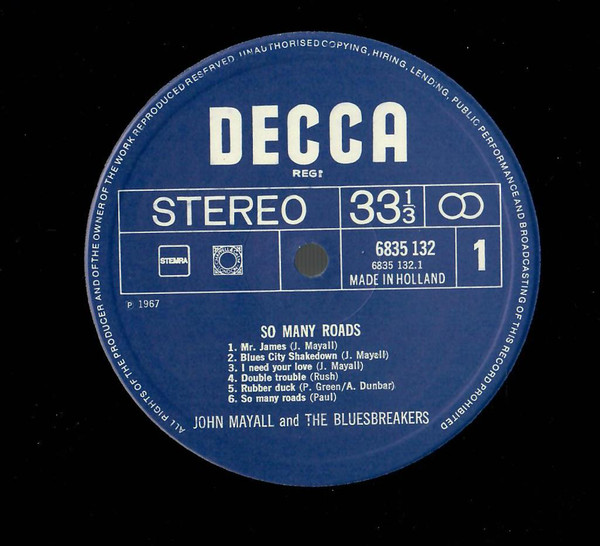 ALL RIGHTS OF THE PRODUCER AND OF THE OWNER OF THE WORK REPRODUCED RESERVED. UNAUTHORISED COPYING, HIRING, LENDING, PUBLIC PERFORMANCE AND BROADCASTING OF THIS RECORD PROHIBITED
DECCA
REGD
STEREO 33 1/3
STEMRA
6835 132
6835 132.1
MADE IN HOLLAND
1
P 1967
SO MANY ROADS
1. Mr. James (J. Mayall)
2. Blues City Shakedown (J. Mayall)
3. I need your love (J. Mayall)
4. Double trouble (Rush)
5. Rubber duck (P. Green/A. Dunbar)
6. So many roads (Paul)
JOHN MAYALL and THE BLUESBREAKERS